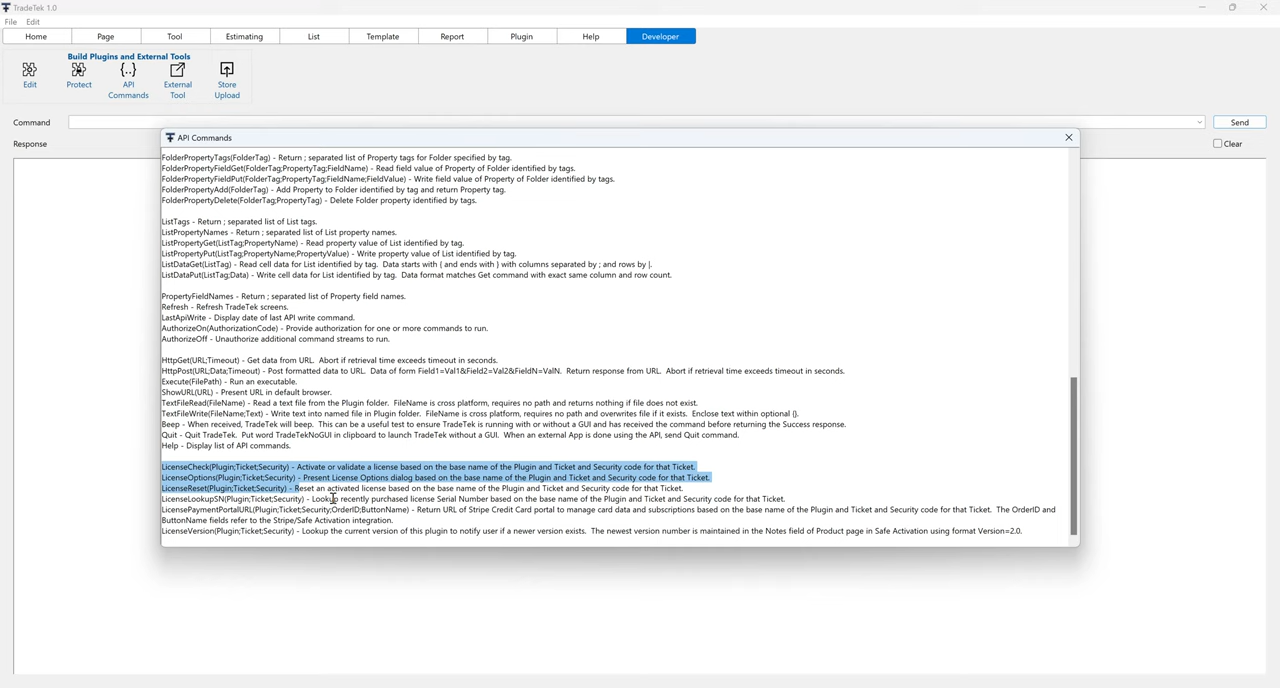 TradeTek 1.0
File Edit
Home Page Tool Estimating List Template Report Plugin Help Developer
Build Plugins and External Tools
Edit Protect API Commands External Tool Store Upload
Command Send
Response Clear
API Commands
FolderPropertyTags(FolderTag) - Return ; separated list of Property tags for Folder specified by tag.
FolderPropertyFieldGet(FolderTag;PropertyTag;FieldName) - Read field value of Property of Folder identified by tags.
FolderPropertyFieldPut(FolderTag;PropertyTag;FieldName;FieldValue) - Write field value of Property of Folder identified by tags.
FolderPropertyAdd(FolderTag) - Add Property to Folder identified by tag and return Property tag.
FolderPropertyDelete(FolderTag;PropertyTag) - Delete Folder property identified by tags.
ListTags - Return ; separated list of List tags.
ListPropertyNames - Return ; separated list of List property names.
ListPropertyGet(ListTag;PropertyName) - Read property value of List identified by tag.
ListPropertyPut(ListTag;PropertyName;PropertyValue) - Write property value of List identified by tag.
ListDataGet(ListTag) - Read cell data for List identified by tag. Data starts with { and ends with } with columns separated by ; and rows by |.
ListDataPut(ListTag;Data) - Write cell data for List identified by tag. Data format matches Get command with exact same column and row count.
PropertyFieldNames - Return ; separated list of Property field names.
Refresh - Refresh TradeTek screens.
LastApiWrite - Display date of last API write command.
AuthorizeOn(AuthorizationCode) - Provide authorization for one or more commands to run.
AuthorizeOff - Unauthorize additional command streams to run.
HttpGet(URL;Timeout) - Get data from URL. Abort if retrieval time exceeds timeout in seconds.
HttpPost(URL;Data;Timeout) - Post formatted data to URL. Data of form Field1=Val1&Field2=Val2&FieldN=ValN. Return response from URL. Abort if retrieval time exceeds timeout in seconds.
Execute(FilePath) - Run an executable.
ShowURL(URL) - Present URL in default browser.
TextFileRead(FileName) - Read a text file from the Plugin folder. FileName is cross platform, requires no path and returns nothing if file does not exist.
TextFileWrite(FileName;Text) - Write text into named file in Plugin folder. FileName is cross platform, requires no path and overwrites file if it exists. Enclose text within optional {}.
Beep - When received, TradeTek will beep. This can be a useful test to ensure TradeTek is running with or without a GUI and has received the command before returning the Success response.
Quit - Quit TradeTek. Put word TradeTekNoGUI in clipboard to launch TradeTek without a GUI. When an external App is done using the API, send Quit command.
Help - Display list of API commands.
LicenseCheck(Plugin;Ticket;Security) - Activate or validate a license based on the base name of the Plugin and Ticket and Security code for that Ticket.
LicenseOptions(Plugin;Ticket;Security) - Present License Options dialog based on the base name of the Plugin and Ticket and Security code for that Ticket.
LicenseReset(Plugin;Ticket;Security) - Reset an activated license based on the base name of the Plugin and Ticket and Security code for that Ticket.
LicenseLookupSN(Plugin;Ticket;Security) - Lookup recently purchased license Serial Number based on the base name of the Plugin and Ticket and Security code for that Ticket.
LicensePaymentPortalURL(Plugin;Ticket;Security;OrderID;ButtonName) - Return URL of Stripe Credit Card portal to manage card data and subscriptions based on the base name of the Plugin and Ticket and Security code for that Ticket. The OrderID and
ButtonName fields refer to the Stripe/Safe Activation integration.
LicenseVersion(Plugin;Ticket;Security) - Lookup the current version of this plugin to notify user if a newer version exists. The newest version number is maintained in the Notes field of Product page in Safe Activation using format Version=2.0.